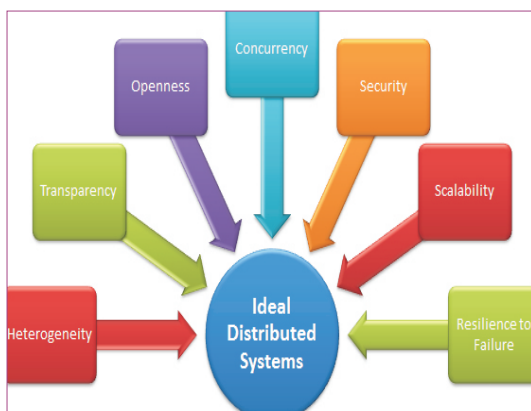 Concurrency
Openness
Security
Transparency
Scalability
Heterogeneity
Ideal
Distributed
Systems
Resilience to
Failure